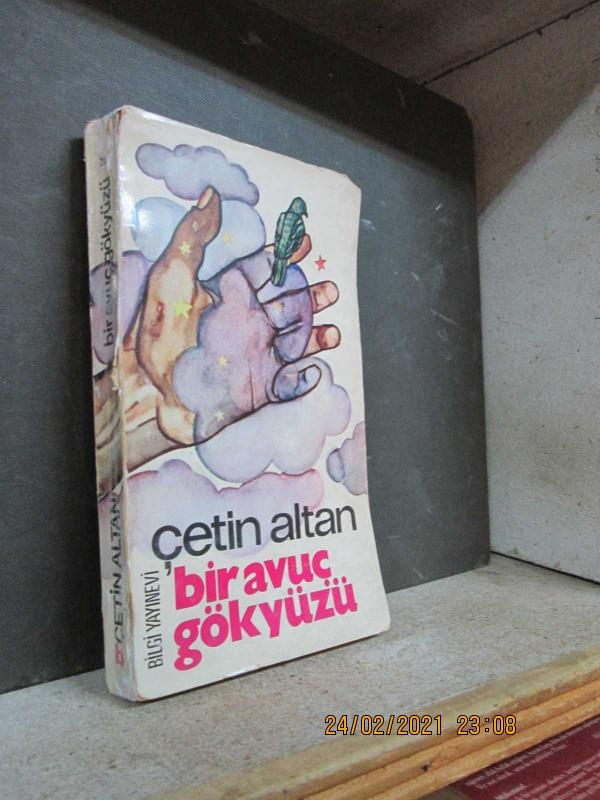 bir avuç gökyüzü
ÇETİN ALTAN
çetin altan
bir avuç
gökyüzü
BİLGİ YAYINEVİ
24/02/2021 23:08